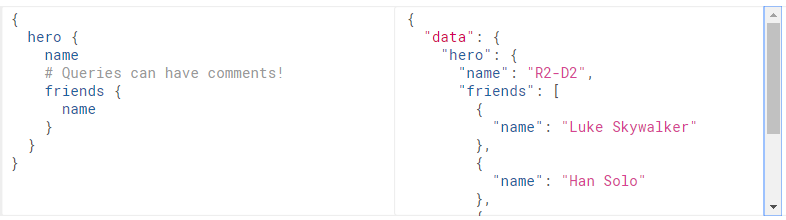 {
  hero {
    name
    # Queries can have comments!
    friends {
      name
    }
  }
}
{
  "data": {
    "hero": {
      "name": "R2-D2",
      "friends": [
        {
          "name": "Luke Skywalker"
        },
        {
          "name": "Han Solo"
        },